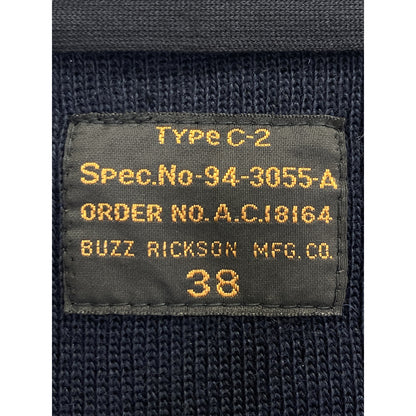 TYPE C-2
Spec.No-94-3055-A
ORDER NO.A.C.18164
BUZZ RICKSON MFG.CO.
38